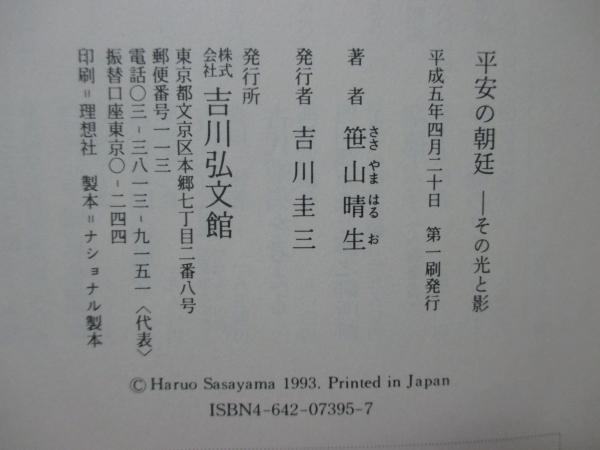 平安の朝廷 ―その光と影
平成五年四月二十日 第一刷発行
著者 笹山晴生
ささ やま はる お
発行者 吉川圭三
発行所
株式会社 吉川弘文館
東京都文京区本郷七丁目二番八号
郵便番号一一三
電話〇三-三八一三-九一五一〈代表〉
振替口座東京〇-二四四
印刷=理想社 製本=ナショナル製本
©Haruo Sasayama 1993. Printed in Japan
ISBN4-642-07395-7